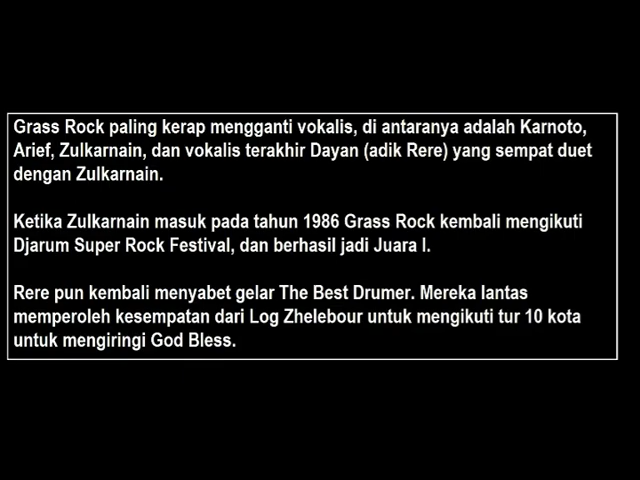 Grass Rock paling kerap mengganti vokalis, di antaranya adalah Karnoto,
Arief, Zulkarnain, dan vokalis terakhir Dayan (adik Rere) yang sempat duet
dengan Zulkarnain.
Ketika Zulkarnain masuk pada tahun 1986 Grass Rock kembali mengikuti
Djarum Super Rock Festival, dan berhasil jadi Juara I.
Rere pun kembali menyabet gelar The Best Drumer. Mereka lantas
memperoleh kesempatan dari Log Zhelebour untuk mengikuti tur 10 kota
untuk mengiringi God Bless.